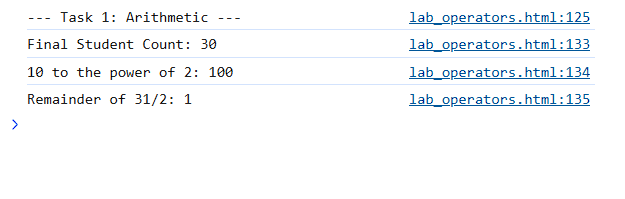 --- Task 1: Arithmetic --- lab_operators.html:125
Final Student Count: 30 lab_operators.html:133
10 to the power of 2: 100 lab_operators.html:134
Remainder of 31/2: 1 lab_operators.html:135
>